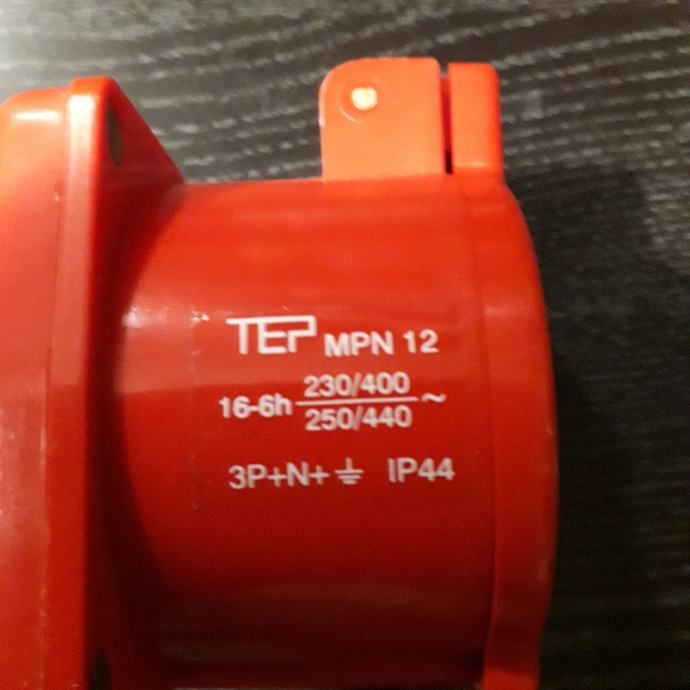 TEP MPN 12
16-6h 230/400 ~
250/440
3P+N+⏚ IP44